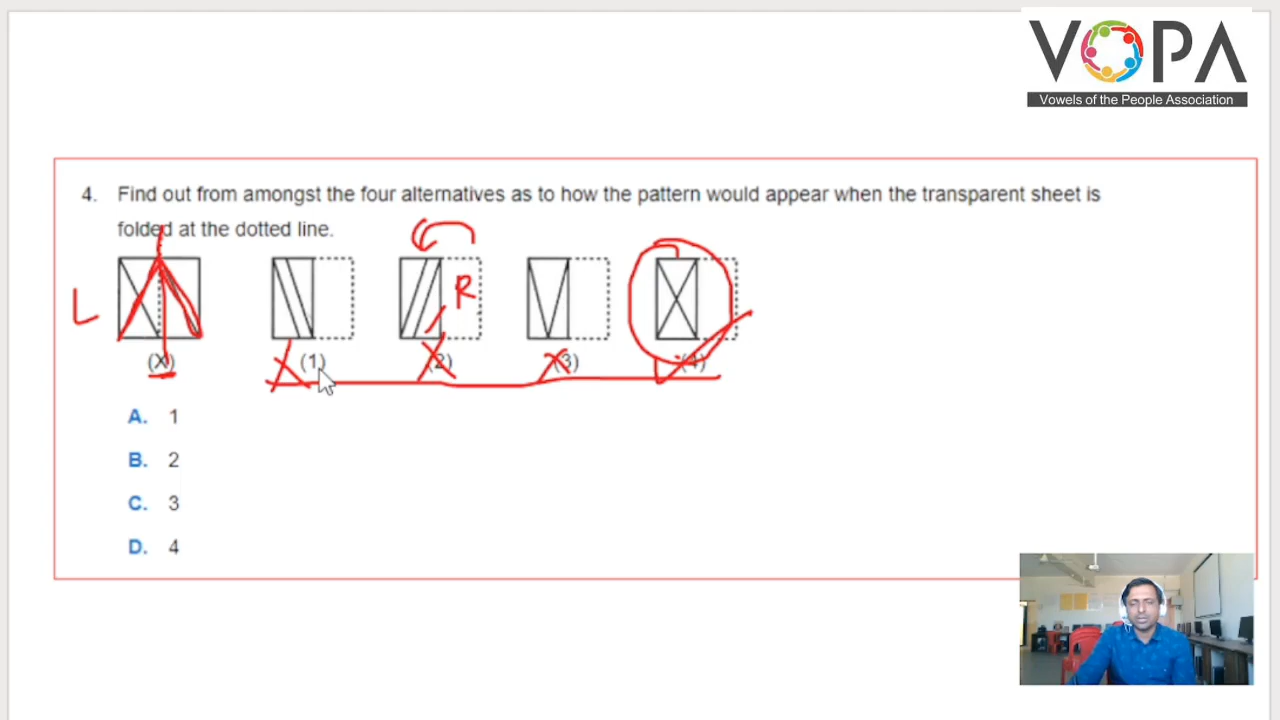 VOPA
Vowels of the People Association
4. Find out from amongst the four alternatives as to how the pattern would appear when the transparent sheet is
folded at the dotted line.
L R
(X) (1) (2) (3) (4)
A. 1
B. 2
C. 3
D. 4